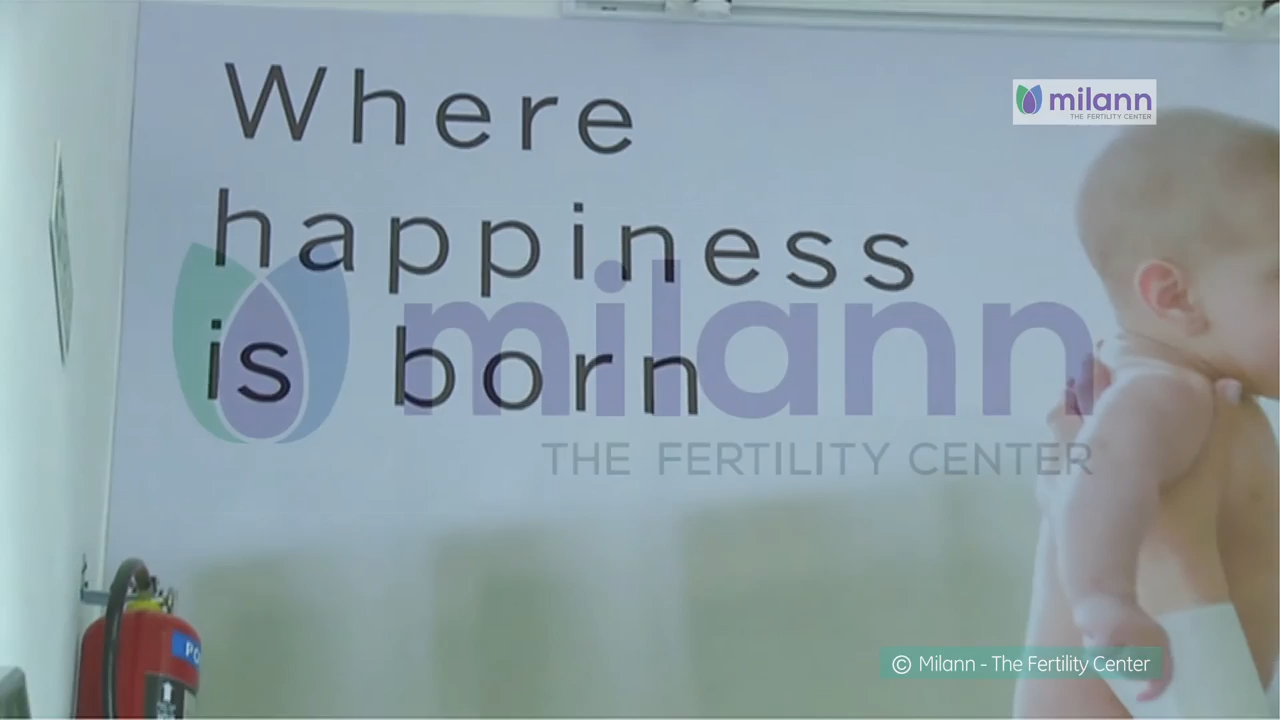 Where
happiness
is born
milann
THE FERTILITY CENTER
milann
THE FERTILITY CENTER
© Milann - The Fertility Center